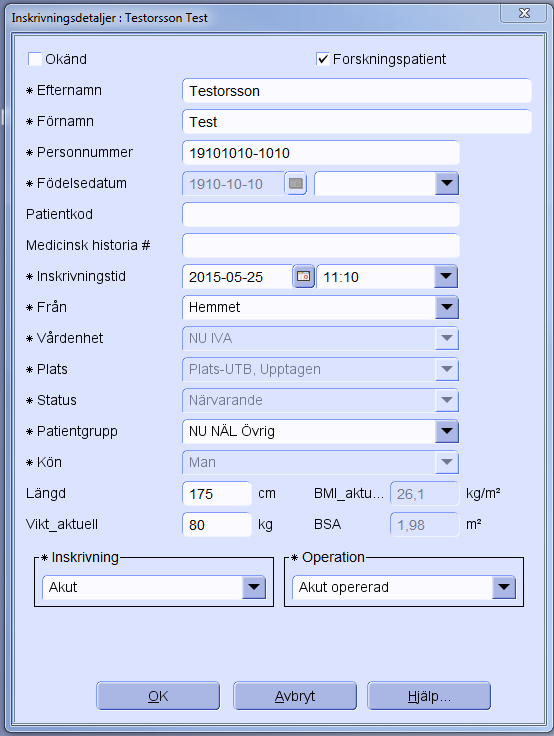 Inskrivningsdetaljer : Testorsson Test
Okänd Forskningspatient
* Efternamn Testorsson
* Förnamn Test
* Personnummer 19101010-1010
* Födelsedatum 1910-10-10
Patientkod
Medicinsk historia #
* Inskrivningstid 2015-05-25 11:10
* Från Hemmet
* Vårdenhet NU IVA
* Plats Plats-UTB, Upptagen
* Status Närvarande
* Patientgrupp NU NÄL Övrig
* Kön Man
Längd 175 cm BMI_aktu... 26,1 kg/m²
Vikt_aktuell 80 kg BSA 1,98 m²
* Inskrivning * Operation
Akut Akut opererad
OK Avbryt Hjälp...